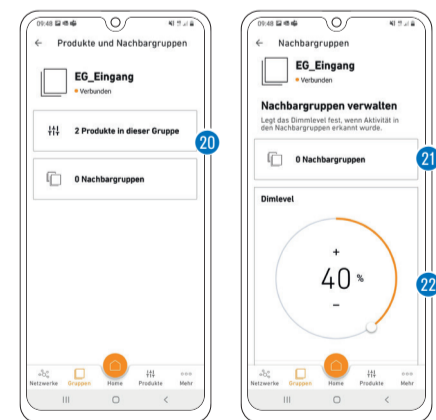 09:48
Produkte und Nachbargruppen
EG_Eingang
Verbunden
2 Produkte in dieser Gruppe
20
0 Nachbargruppen
Netzwerke Gruppen Home Produkte Mehr
09:48
Nachbargruppen
EG_Eingang
Verbunden
Nachbargruppen verwalten
Legt das Dimmlevel fest, wenn Aktivität in
den Nachbargruppen erkannt wurde.
0 Nachbargruppen
21
Dimlevel
+
40 %
−
22
Netzwerke Gruppen Home Produkte Mehr